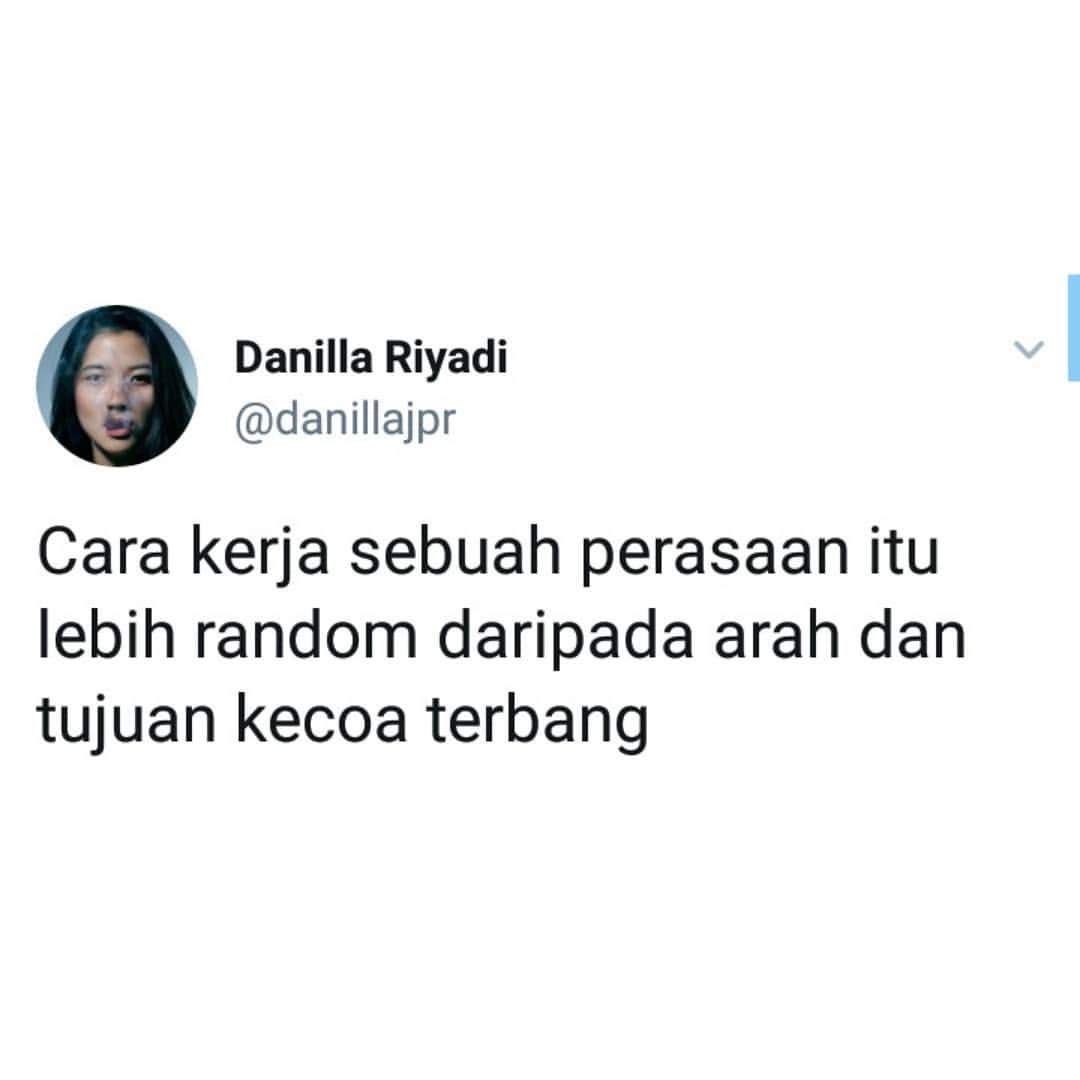 Danilla Riyadi
@danillajpr
Cara kerja sebuah perasaan itu
lebih random daripada arah dan
tujuan kecoa terbang